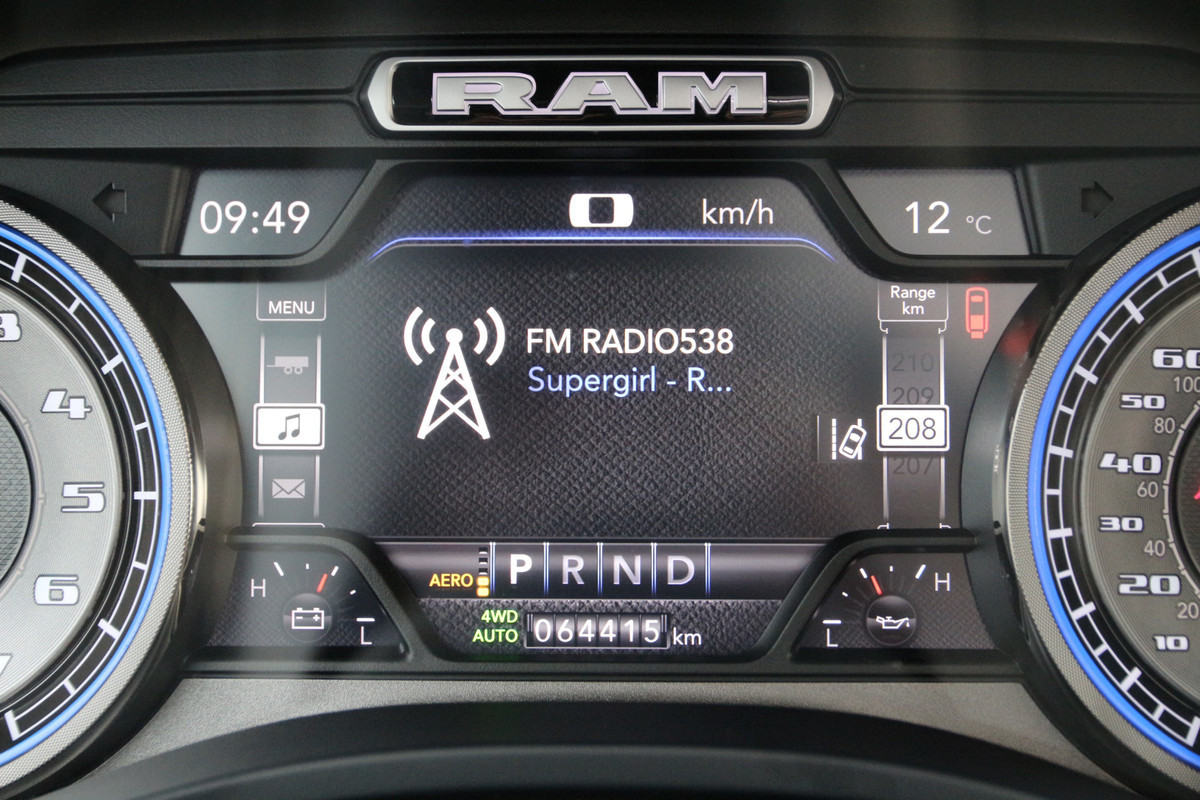 RAM
09:49
0
km/h
12 °C
MENU
Range
km
210
209
208
207
FM RADIO538
Supergirl - R...
AERO
P R N D
4WD
AUTO
064415 km
H
L
H
L
4
5
6
60
100
50
80
40
60
30
40
20
20
10